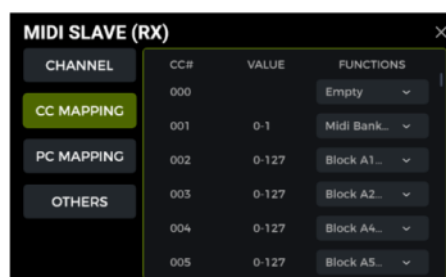 MIDI SLAVE (RX)
CHANNEL
CC MAPPING
PC MAPPING
OTHERS
CC# VALUE FUNCTIONS
000 Empty
001 0-1 Midi Bank...
002 0-127 Block A1...
003 0-127 Block A2...
004 0-127 Block A4...
005 0-127 Block A5...